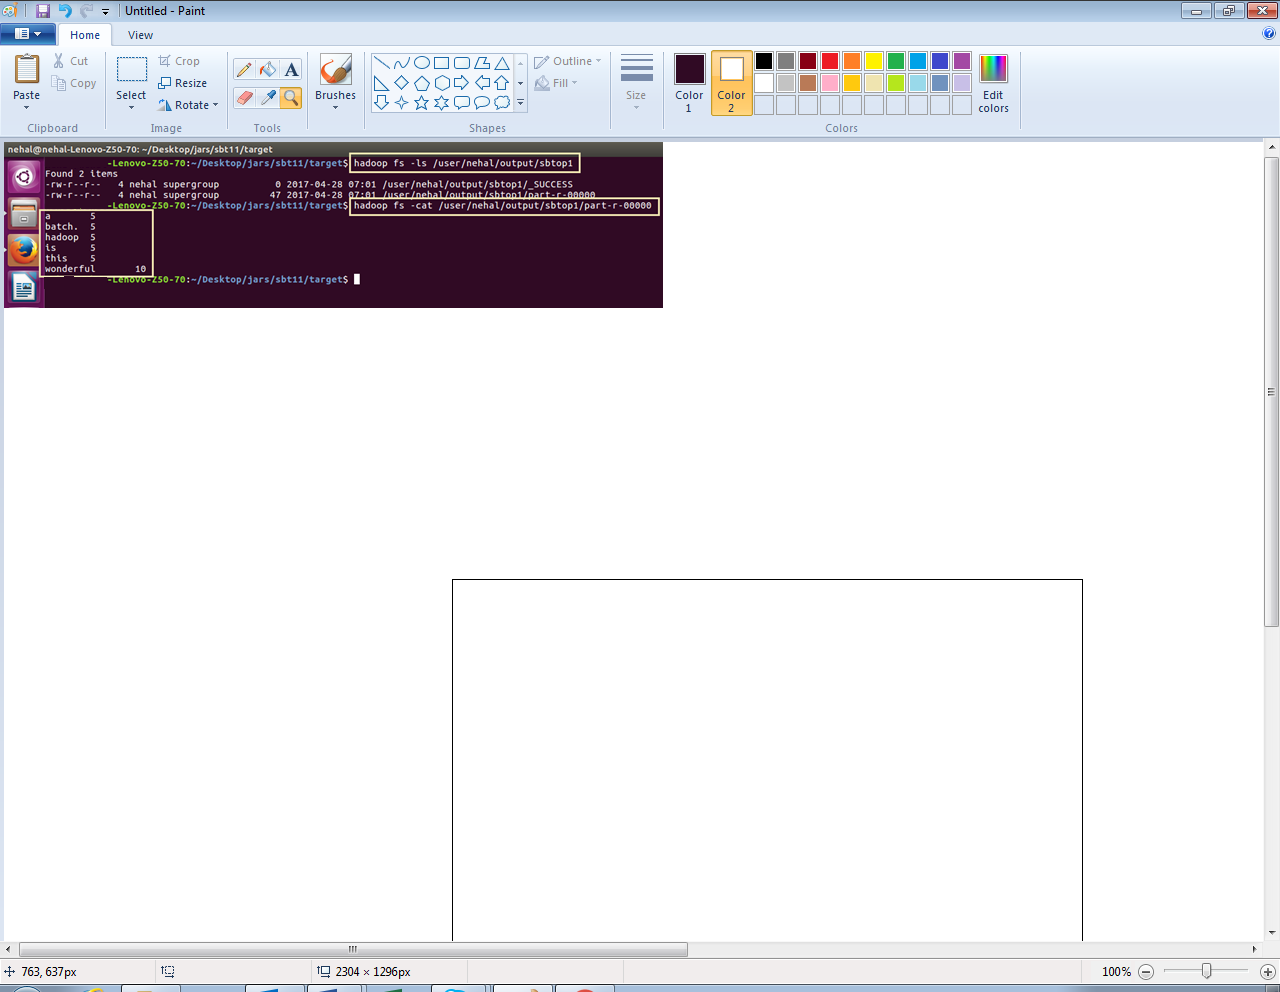 Untitled - Paint
Home View
Paste
Cut
Copy
Clipboard
Select
Crop
Resize
Rotate
Image
A
Tools
Brushes
Outline
Fill
Shapes
Size
Color 1
Color 2
Edit colors
Colors
nehal@nehal-Lenovo-Z50-70: ~/Desktop/jars/sbt11/target
-Lenovo-Z50-70:~/Desktop/jars/sbt11/target$ hadoop fs -ls /user/nehal/output/sbtop1
Found 2 items
-rw-r--r-- 4 nehal supergroup 0 2017-04-28 07:01 /user/nehal/output/sbtop1/_SUCCESS
-rw-r--r-- 4 nehal supergroup 47 2017-04-28 07:01 /user/nehal/output/sbtop1/part-r-00000
-Lenovo-Z50-70:~/Desktop/jars/sbt11/target$ hadoop fs -cat /user/nehal/output/sbtop1/part-r-00000
a 5
batch. 5
hadoop 5
is 5
this 5
wonderful 10
-Lenovo-Z50-70:~/Desktop/jars/sbt11/target$
763, 637px
2304 × 1296px
100%